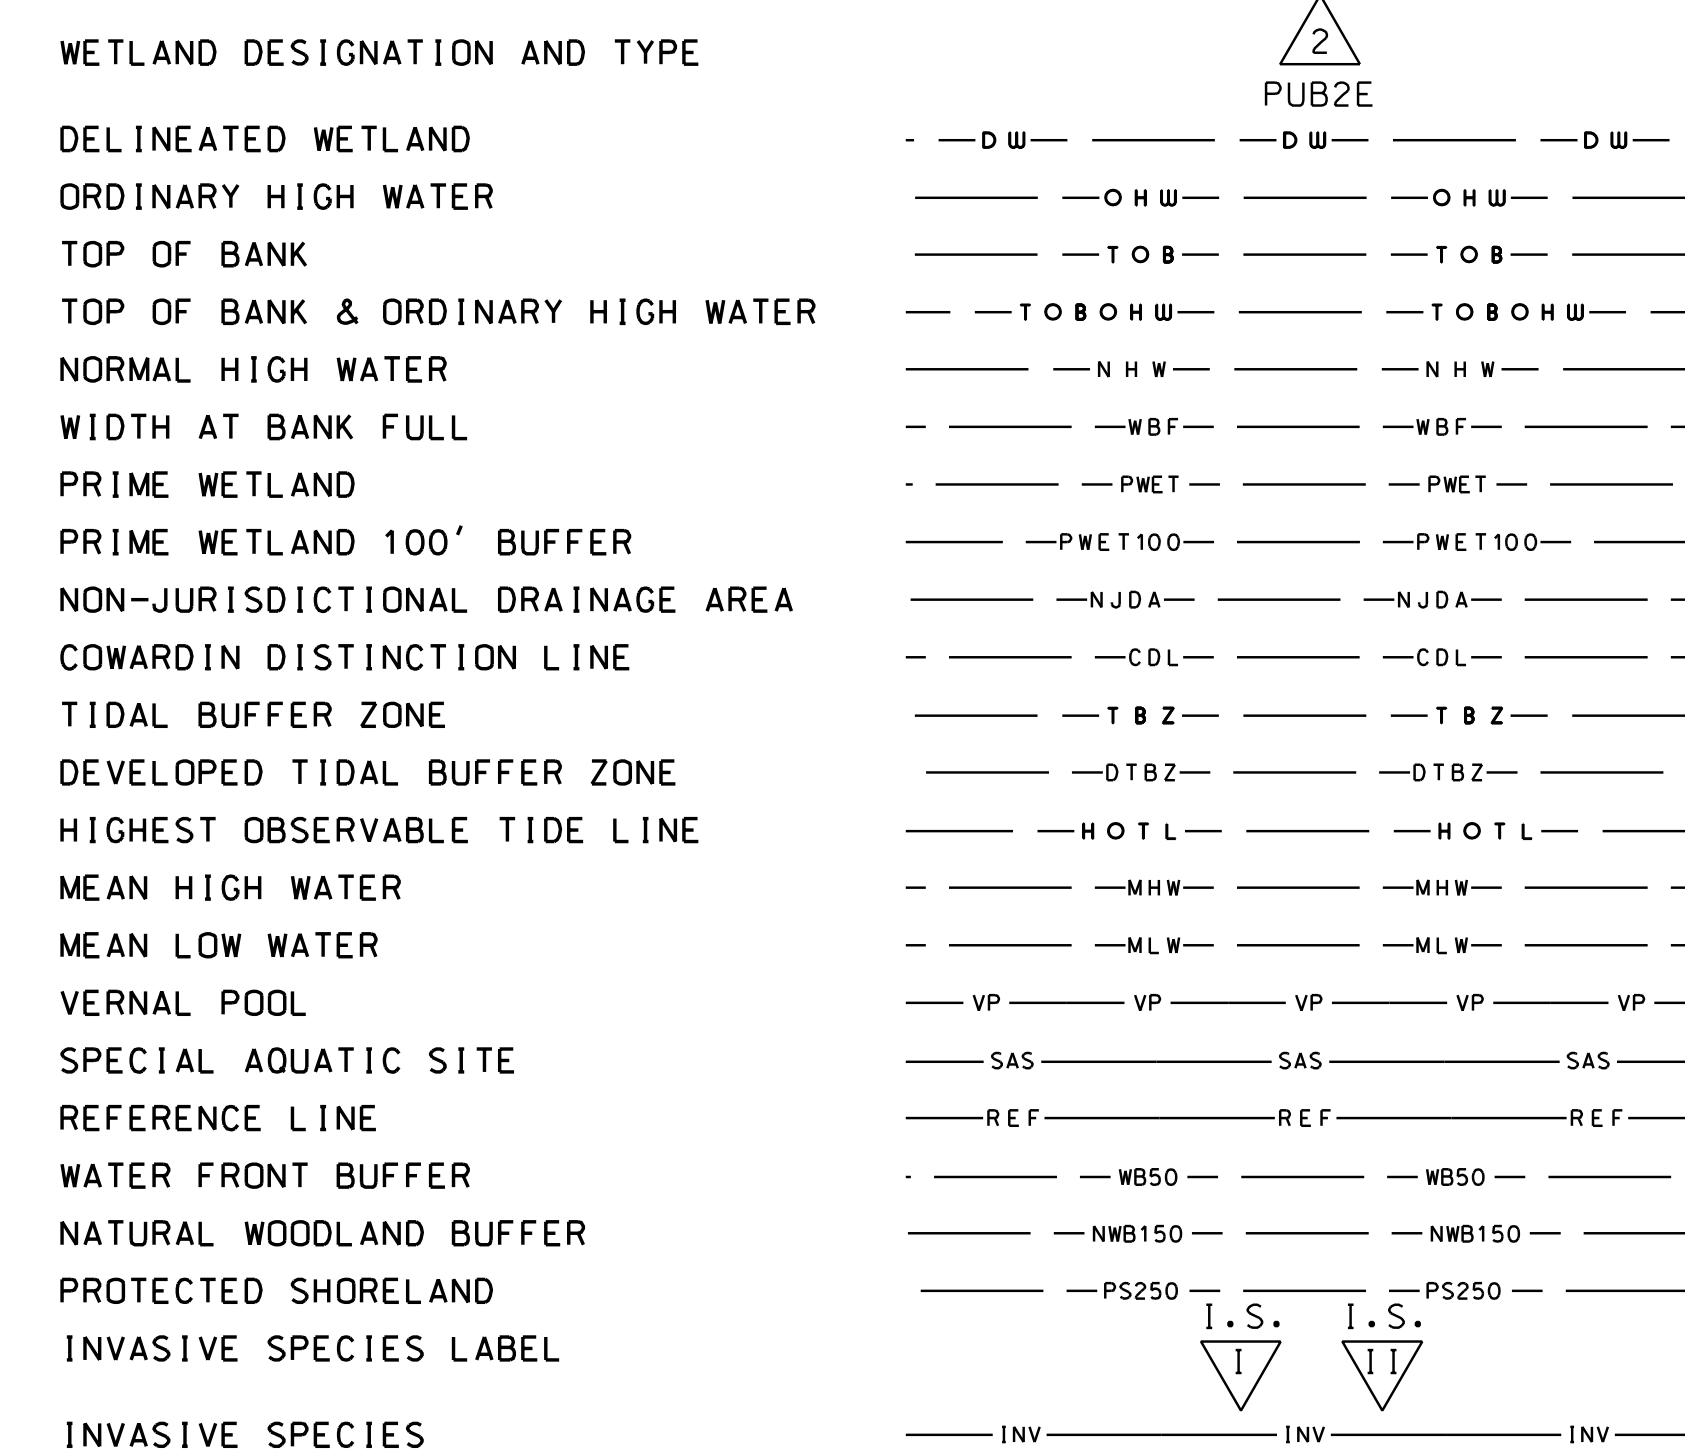 WETLAND DESIGNATION AND TYPE 2
PUB2E
DELINEATED WETLAND DW DW DW
ORDINARY HIGH WATER OHW OHW
TOP OF BANK TOB TOB
TOP OF BANK & ORDINARY HIGH WATER TOBOHW TOBOHW
NORMAL HIGH WATER NHW NHW
WIDTH AT BANK FULL WBF WBF
PRIME WETLAND PWET PWET
PRIME WETLAND 100' BUFFER PWET100 PWET100
NON-JURISDICTIONAL DRAINAGE AREA NJDA NJDA
COWARDIN DISTINCTION LINE CDL CDL
TIDAL BUFFER ZONE TBZ TBZ
DEVELOPED TIDAL BUFFER ZONE DTBZ DTBZ
HIGHEST OBSERVABLE TIDE LINE HOTL HOTL
MEAN HIGH WATER MHW MHW
MEAN LOW WATER MLW MLW
VERNAL POOL VP VP VP VP VP
SPECIAL AQUATIC SITE SAS SAS SAS
REFERENCE LINE REF REF REF
WATER FRONT BUFFER WB50 WB50
NATURAL WOODLAND BUFFER NWB150 NWB150
PROTECTED SHORELAND PS250 PS250
I.S. I.S.
INVASIVE SPECIES LABEL I II
INVASIVE SPECIES INV INV INV